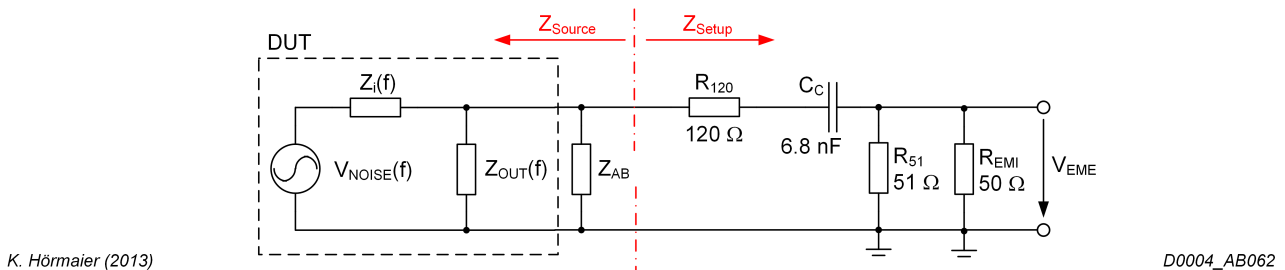 Z_Source Z_Setup
DUT
Z_i(f) R_120 C_C
120 Ω 6.8 nF
V_NOISE(f) Z_OUT(f) Z_AB R_51 R_EMI V_EME
51 Ω 50 Ω
K. Hörmaier (2013) D0004_AB062